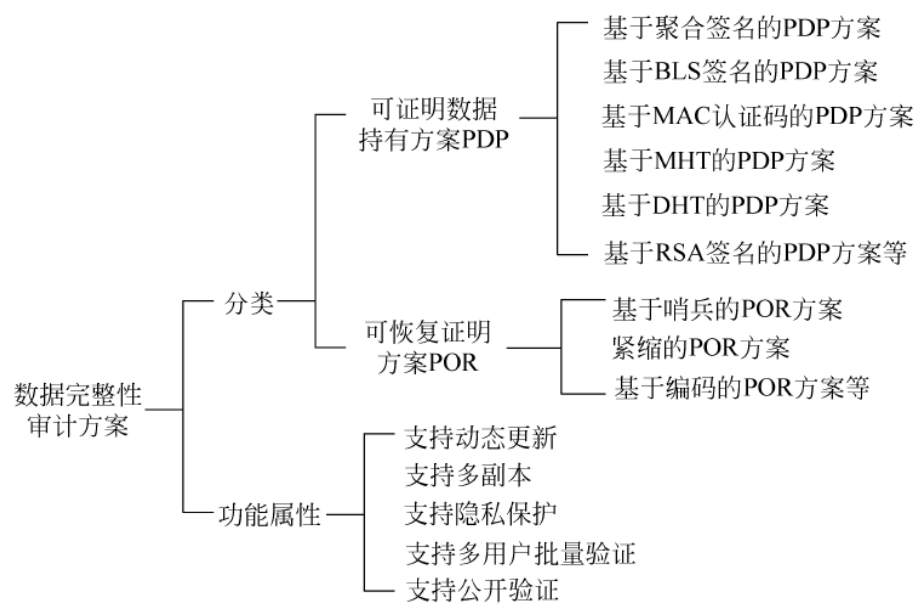 基于聚合签名的PDP方案
基于BLS签名的PDP方案
可证明数据
持有方案PDP
基于MAC认证码的PDP方案
基于MHT的PDP方案
基于DHT的PDP方案
基于RSA签名的PDP方案等
分类
可恢复证明
方案POR
基于哨兵的POR方案
紧缩的POR方案
基于编码的POR方案等
数据完整性
审计方案
功能属性
支持动态更新
支持多副本
支持隐私保护
支持多用户批量验证
支持公开验证